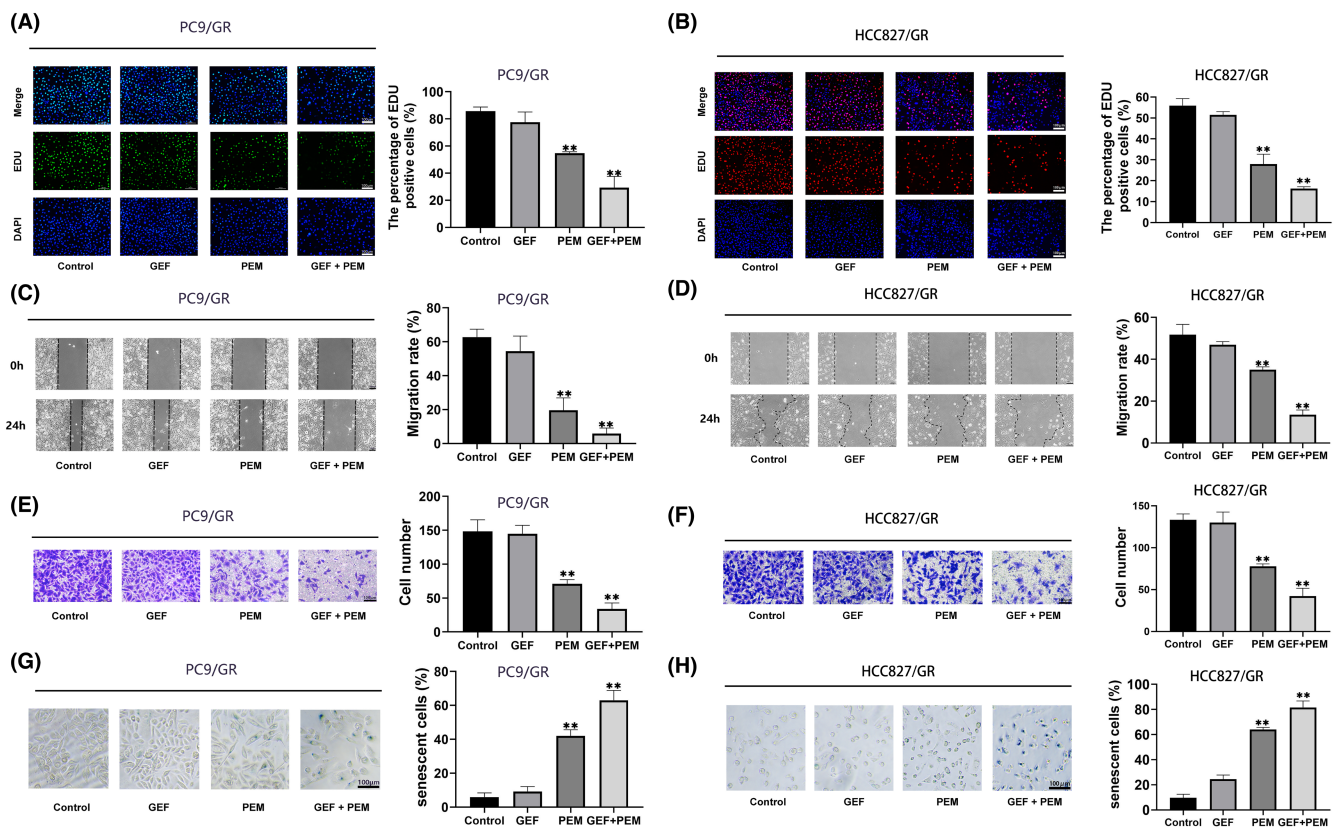 (A)
PC9/GR
Merge
EDU
DAPI
100μm
100μm
100μm
Control GEF PEM GEF + PEM
PC9/GR
The percentage of EDU
positive cells (%)
100
80
60
40
20
0
** **
Control GEF PEM GEF+PEM
(B)
HCC827/GR
Merge
EDU
DAPI
100μm
100μm
100μm
Control GEF PEM GEF + PEM
HCC827/GR
The percentage of EDU
positive cells (%)
60
50
40
30
20
10
0
** **
Control GEF PEM GEF+PEM
(C)
PC9/GR
0h
24h
Control GEF PEM GEF + PEM
PC9/GR
Migration rate (%)
80
60
40
20
0
** **
Control GEF PEM GEF+PEM
(D)
HCC827/GR
0h
24h
Control GEF PEM GEF + PEM
HCC827/GR
Migration rate (%)
60
40
20
0
** **
Control GEF PEM GEF+PEM
(E)
PC9/GR
100μm
Control GEF PEM GEF + PEM
PC9/GR
Cell number
200
150
100
50
0
** **
Control GEF PEM GEF+PEM
(F)
HCC827/GR
Control GEF PEM GEF + PEM
HCC827/GR
Cell number
150
100
50
0
** **
Control GEF PEM GEF+PEM
(G)
PC9/GR
100μm
Control GEF PEM GEF + PEM
PC9/GR
senescent cells (%)
80
60
40
20
0
** **
Control GEF PEM GEF+PEM
(H)
HCC827/GR
100μm
Control GEF PEM GEF + PEM
HCC827/GR
senescent cells (%)
100
80
60
40
20
0
** **
Control GEF PEM GEF+PEM